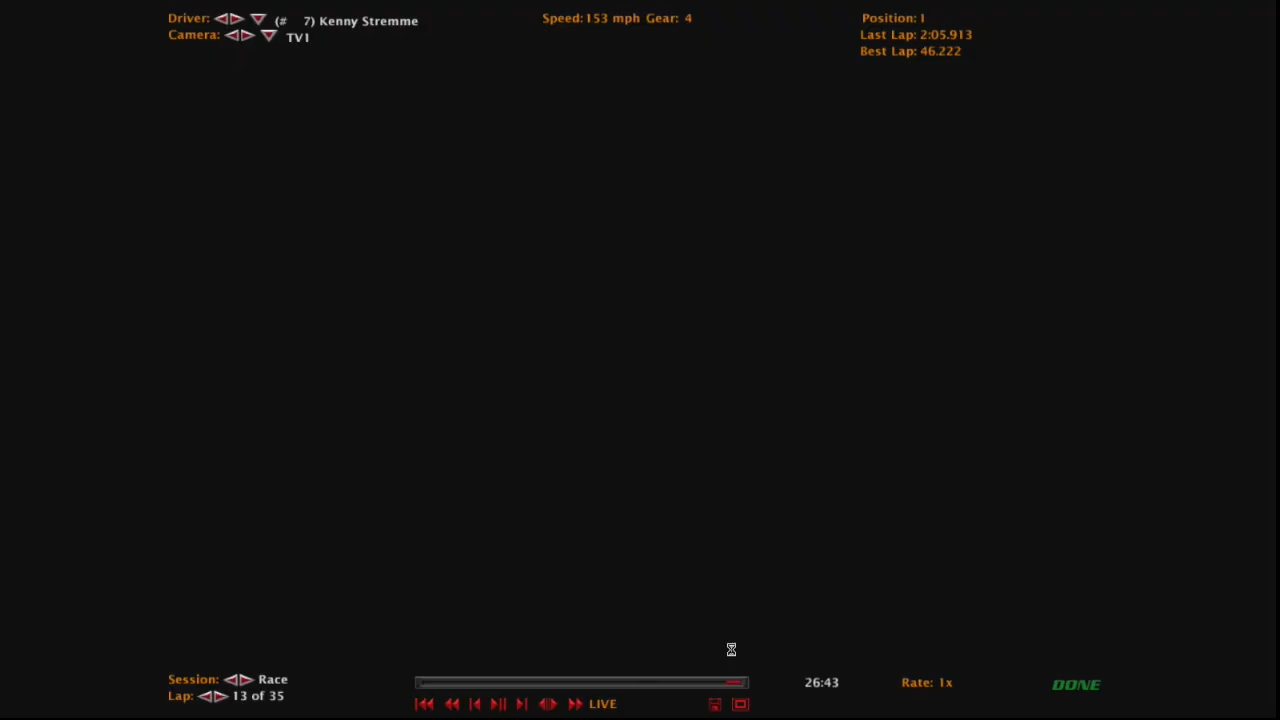 Driver: (# 7) Kenny Stremme
Camera: TV1
Speed: 153 mph Gear: 4
Position: 1
Last Lap: 2:05.913
Best Lap: 46.222
Session: Race
Lap: 13 of 35
LIVE
26:43
Rate: 1x
DONE